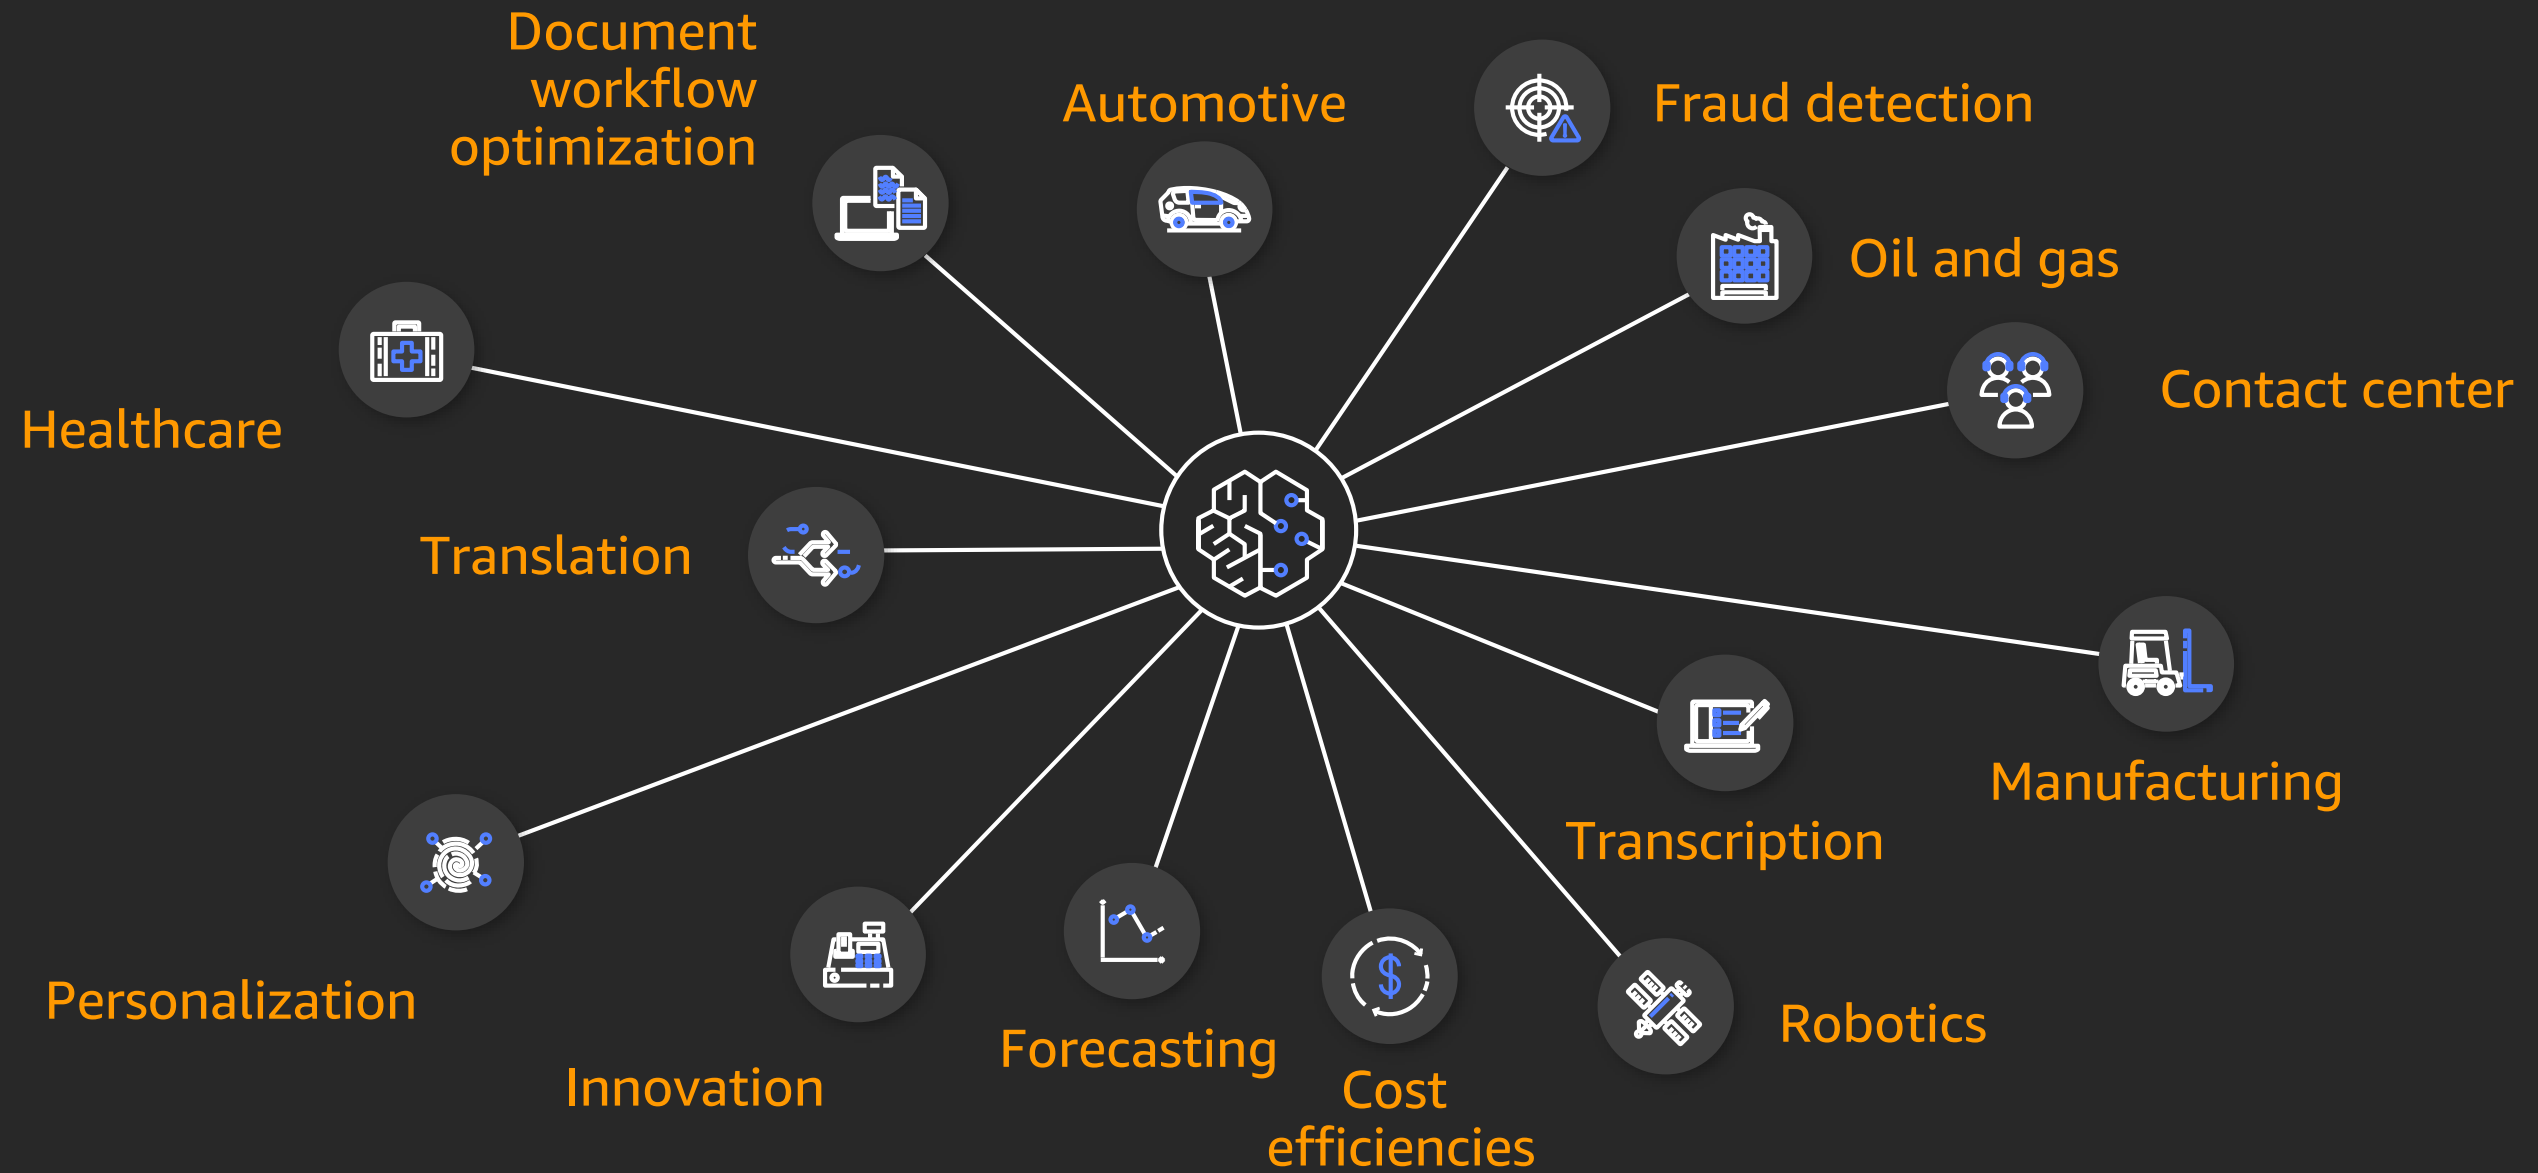 Document
workflow
optimization
Automotive
Fraud detection
Oil and gas
Contact center
Healthcare
Translation
Manufacturing
Transcription
Personalization
Innovation
Forecasting
Cost
efficiencies
Robotics